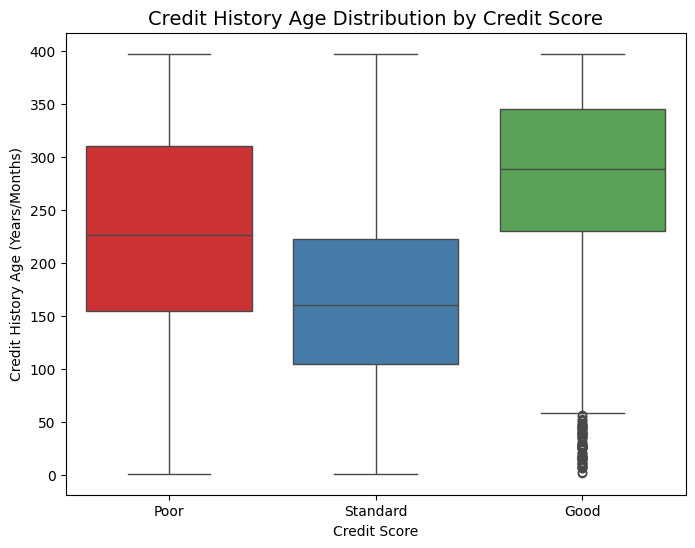 Credit History Age Distribution by Credit Score
Credit History Age (Years/Months)
400
350
300
250
200
150
100
50
0
Poor
Standard
Good
Credit Score